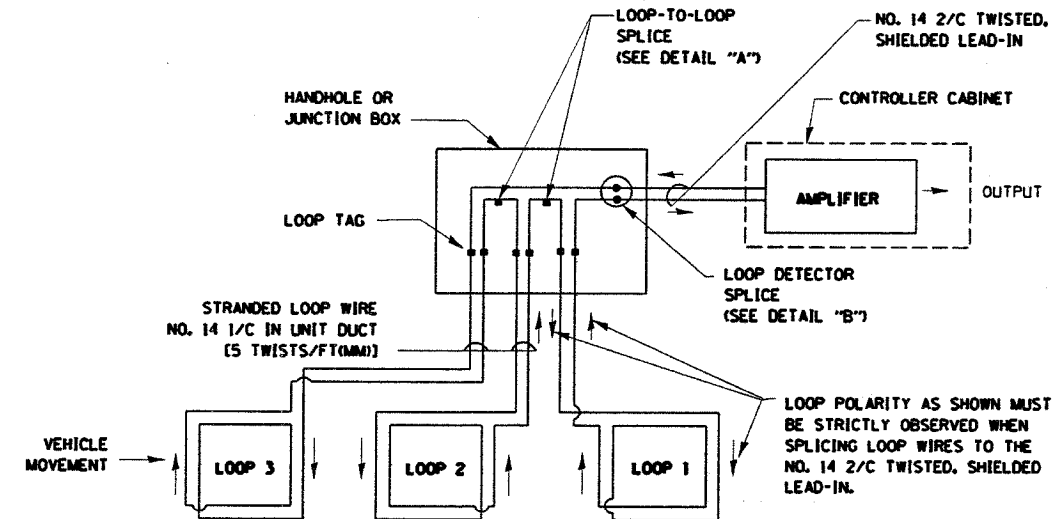 LOOP-TO-LOOP
SPLICE
(SEE DETAIL "A")
NO. 14 2/C TWISTED,
SHIELDED LEAD-IN
HANDHOLE OR
JUNCTION BOX
CONTROLLER CABINET
AMPLIFIER
OUTPUT
LOOP TAG
LOOP DETECTOR
SPLICE
(SEE DETAIL "B")
STRANDED LOOP WIRE
NO. 14 1/C IN UNIT DUCT
[5 TWISTS/FT(MM)]
LOOP POLARITY AS SHOWN MUST
BE STRICTLY OBSERVED WHEN
SPLICING LOOP WIRES TO THE
NO. 14 2/C TWISTED, SHIELDED
LEAD-IN.
VEHICLE
MOVEMENT
LOOP 3
LOOP 2
LOOP 1